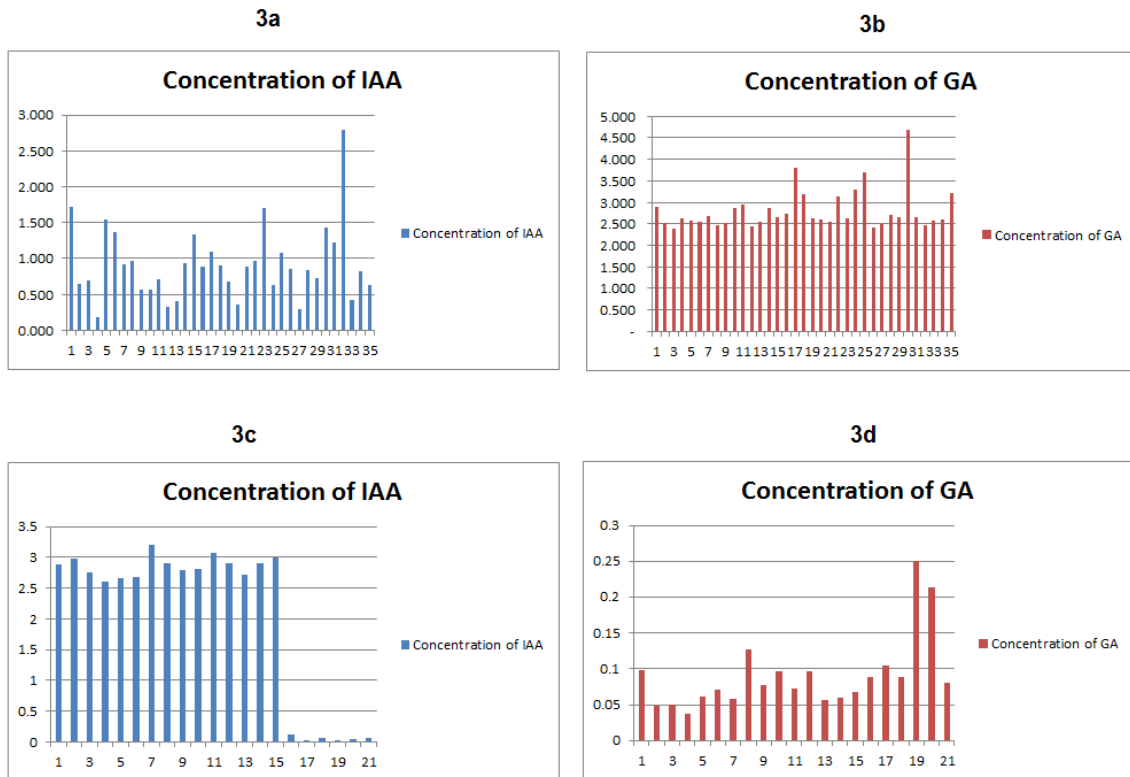 3a
Concentration of IAA
3.000
2.500
2.000
1.500
1.000
0.500
0.000
1 3 5 7 9 11 13 15 17 19 21 23 25 27 29 31 33 35
Concentration of IAA
3b
Concentration of GA
5.000
4.500
4.000
3.500
3.000
2.500
2.000
1.500
1.000
0.500
-
1 3 5 7 9 11 13 15 17 19 21 23 25 27 29 31 33 35
Concentration of GA
3c
Concentration of IAA
3.5
3
2.5
2
1.5
1
0.5
0
1 3 5 7 9 11 13 15 17 19 21
Concentration of IAA
3d
Concentration of GA
0.3
0.25
0.2
0.15
0.1
0.05
0
1 3 5 7 9 11 13 15 17 19 21
Concentration of GA